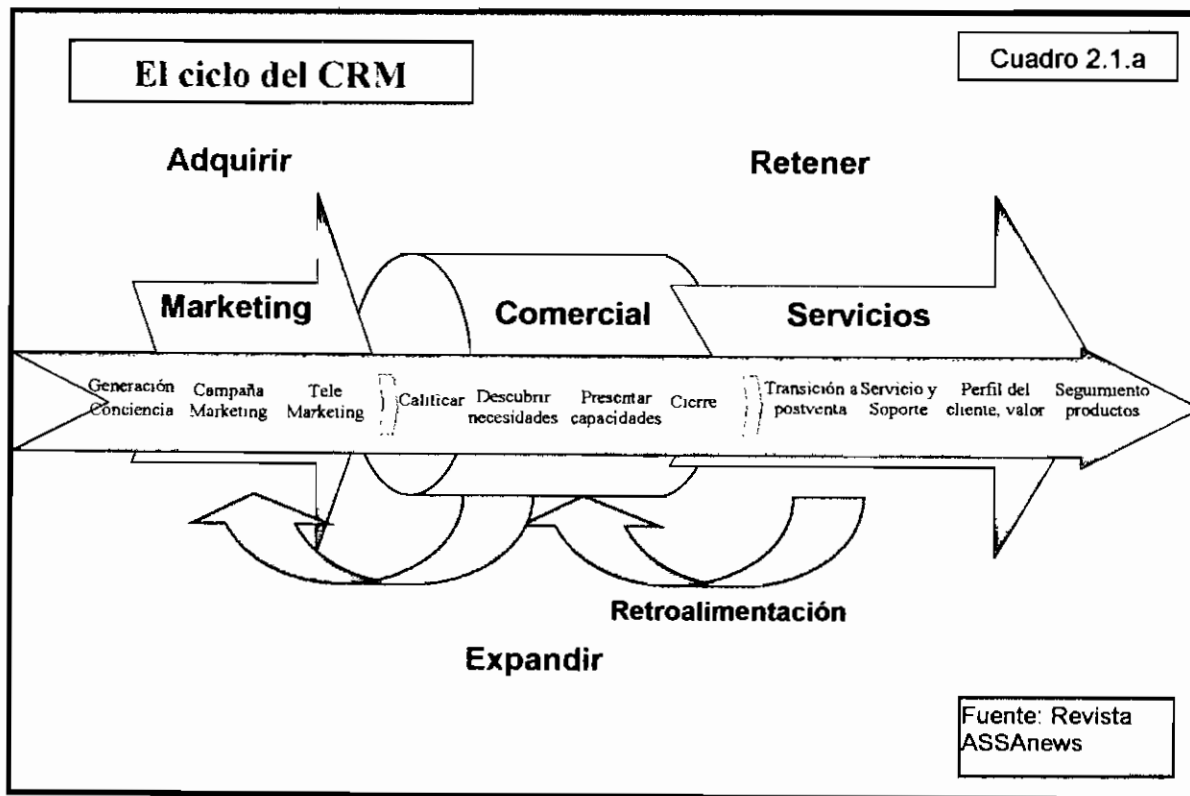 El ciclo del CRM
Cuadro 2.1.a
Adquirir
Retener
Marketing
Comercial
Servicios
Generación
Conciencia
Campaña
Marketing
Tele
Marketing
Calificar
Descubrir
necesidades
Presentar
capacidades
Cierre
Transición a
postventa
Servicio y
Soporte
Perfil del
cliente, valor
Seguimiento
productos
Retroalimentación
Expandir
Fuente: Revista
ASSAnews